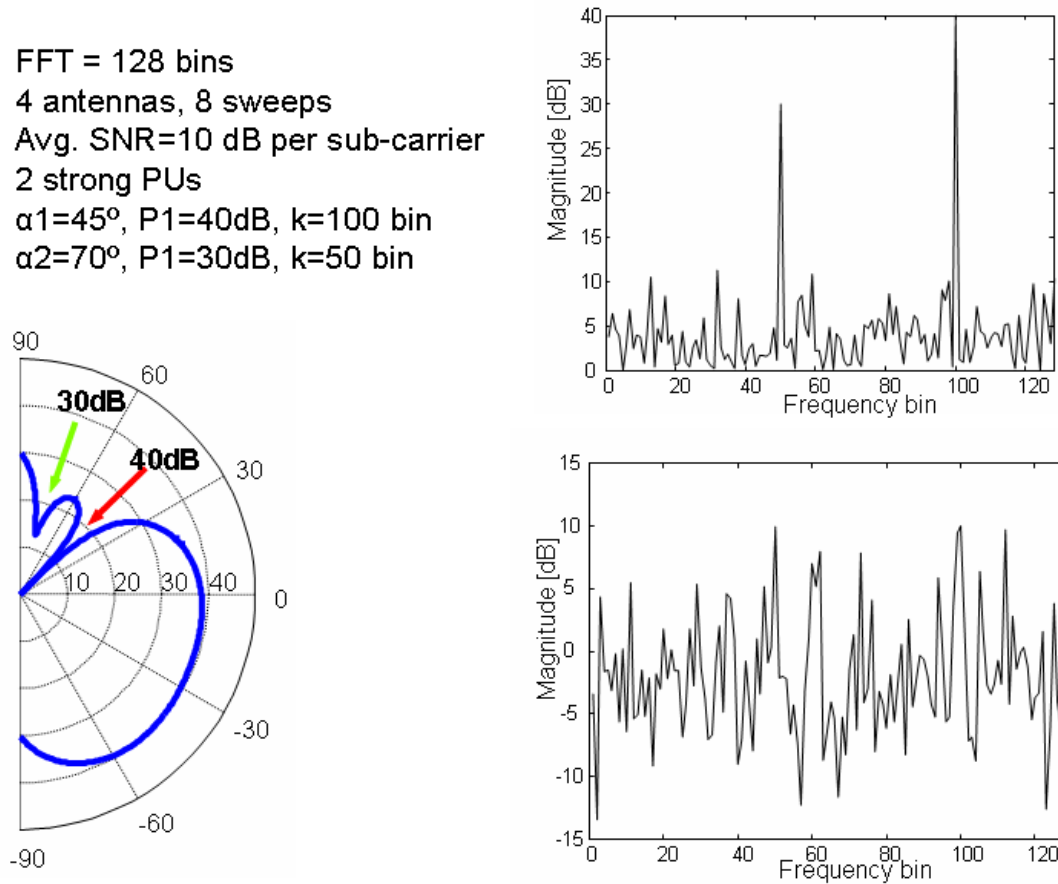 FFT = 128 bins
4 antennas, 8 sweeps
Avg. SNR=10 dB per sub-carrier
2 strong PUs
α1=45º, P1=40dB, k=100 bin
α2=70º, P1=30dB, k=50 bin
40
35
30
25
20
15
10
5
0
Magnitude [dB]
0 20 40 60 80 100 120
Frequency bin
90
60
30
0
-30
-60
-90
10 20 30 40
30dB
40dB
15
10
5
0
-5
-10
-15
Magnitude [dB]
0 20 40 60 80 100 120
Frequency bin